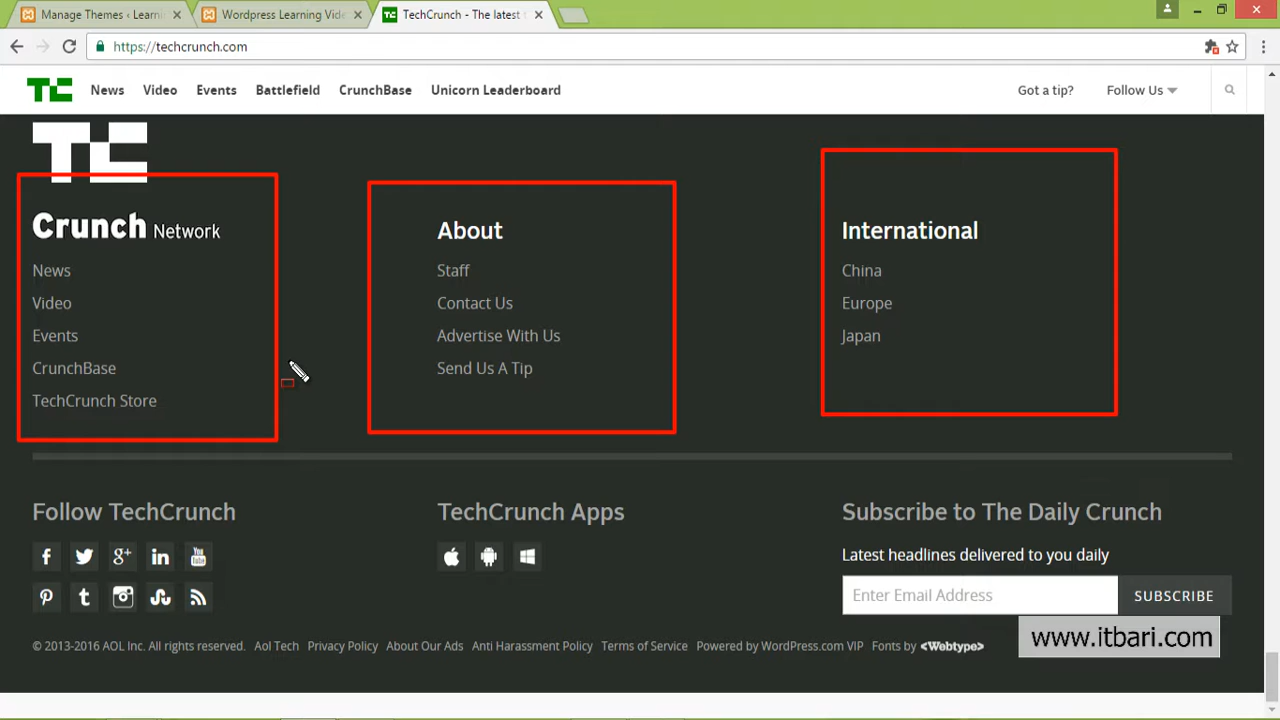 Manage Themes ‹ Learni
Wordpress Learning Vide
TechCrunch - The latest t
https://techcrunch.com
TC News Video Events Battlefield CrunchBase Unicorn Leaderboard Got a tip? Follow Us
TC
Crunch Network
News
Video
Events
CrunchBase
TechCrunch Store
About
Staff
Contact Us
Advertise With Us
Send Us A Tip
International
China
Europe
Japan
Follow TechCrunch
TechCrunch Apps
Subscribe to The Daily Crunch
Latest headlines delivered to you daily
Enter Email Address SUBSCRIBE
© 2013-2016 AOL Inc. All rights reserved. Aol Tech Privacy Policy About Our Ads Anti Harassment Policy Terms of Service Powered by WordPress.com VIP Fonts by <Webtype>
www.itbari.com